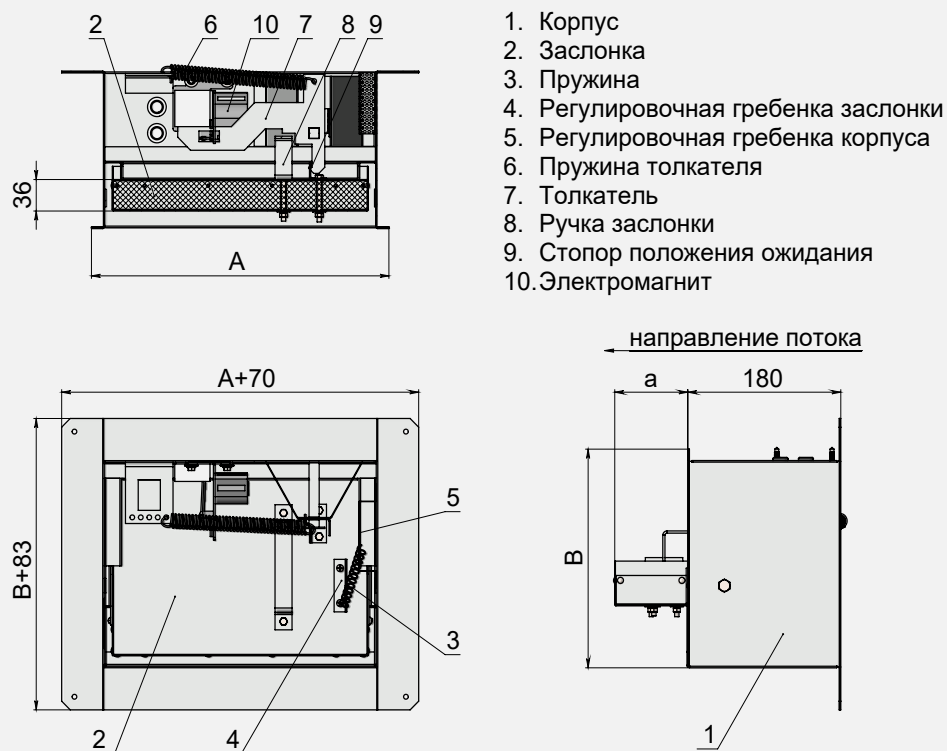 2 6 10 7 8 9
36
A
1. Корпус
2. Заслонка
3. Пружина
4. Регулировочная гребенка заслонки
5. Регулировочная гребенка корпуса
6. Пружина толкателя
7. Толкатель
8. Ручка заслонки
9. Стопор положения ожидания
10.Электромагнит
A+70
B+83
5
3
2 4
направление потока
a 180
B
1